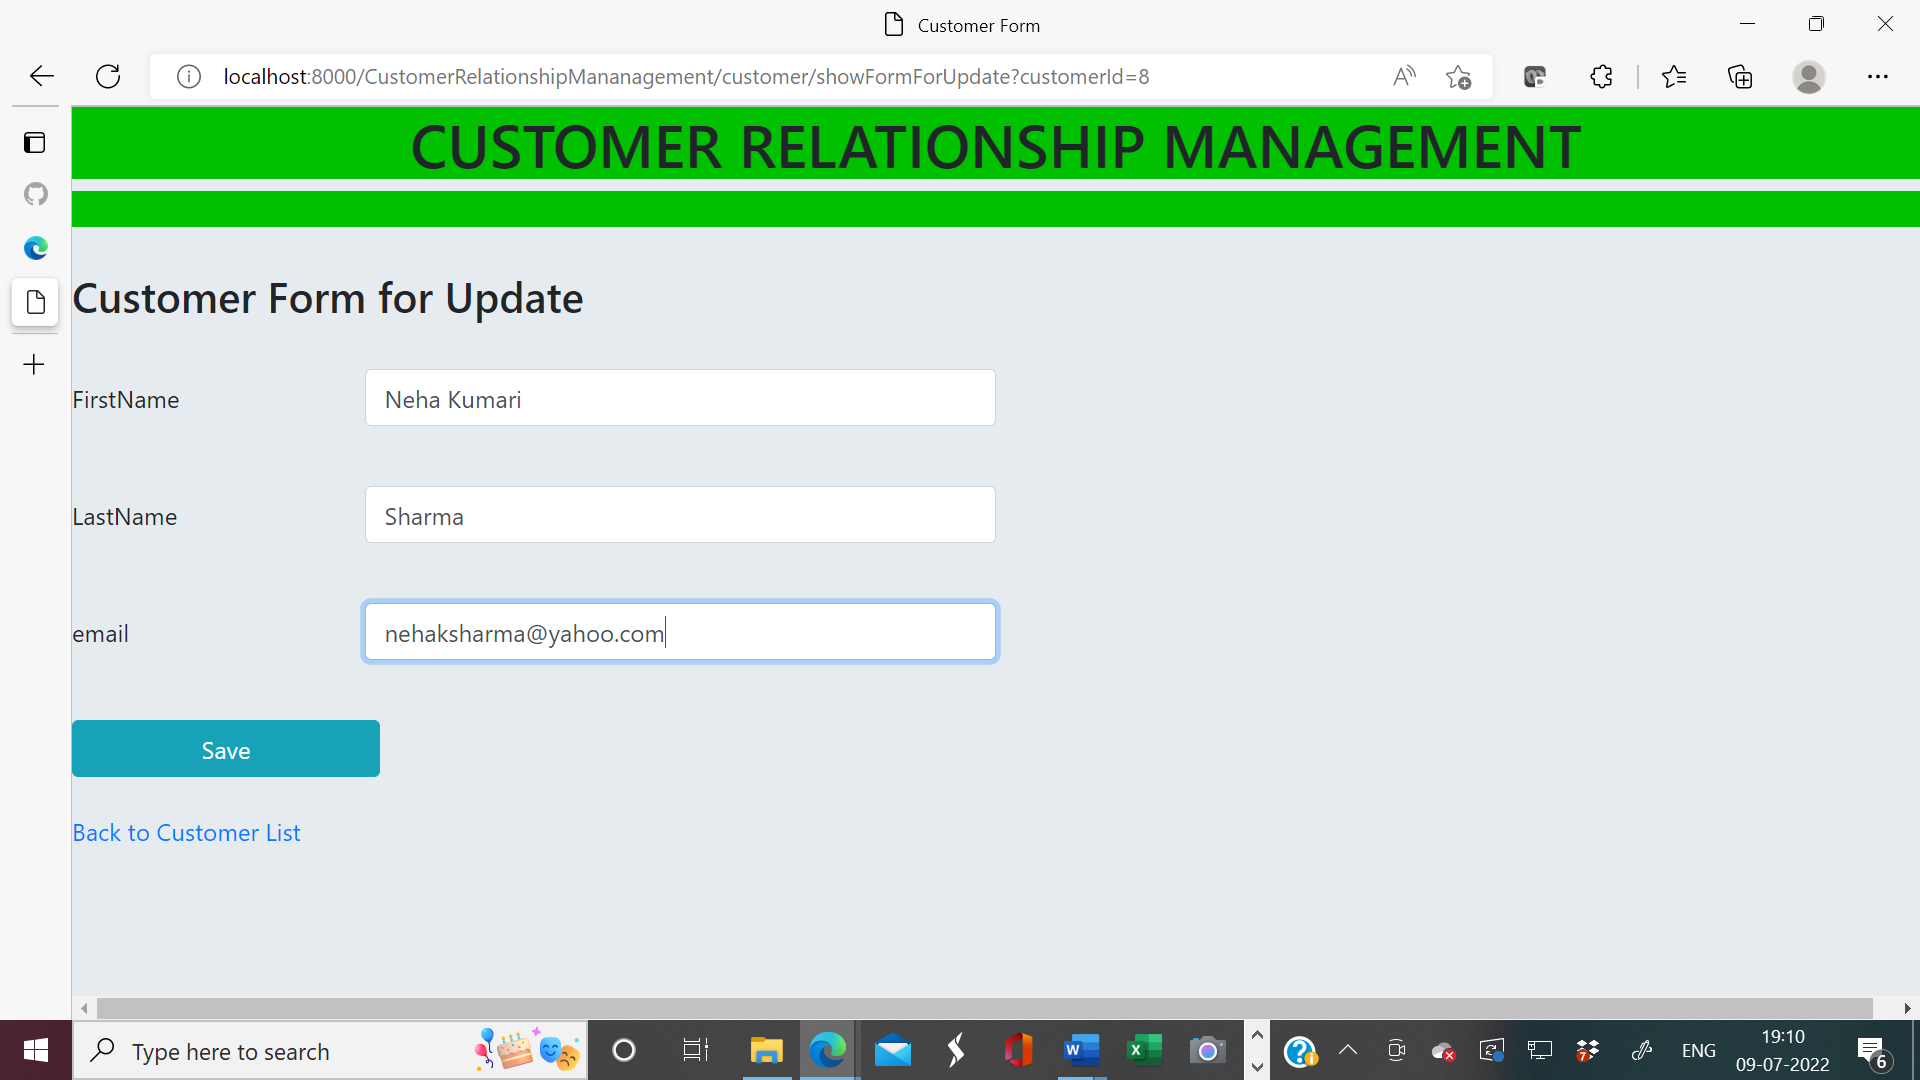 Customer Form
localhost:8000/CustomerRelationshipMananagement/customer/showFormForUpdate?customerId=8
CUSTOMER RELATIONSHIP MANAGEMENT
Customer Form for Update
FirstName
Neha Kumari
LastName
Sharma
email
nehaksharma@yahoo.com
Save
Back to Customer List
Type here to search
ENG
19:10
09-07-2022
6